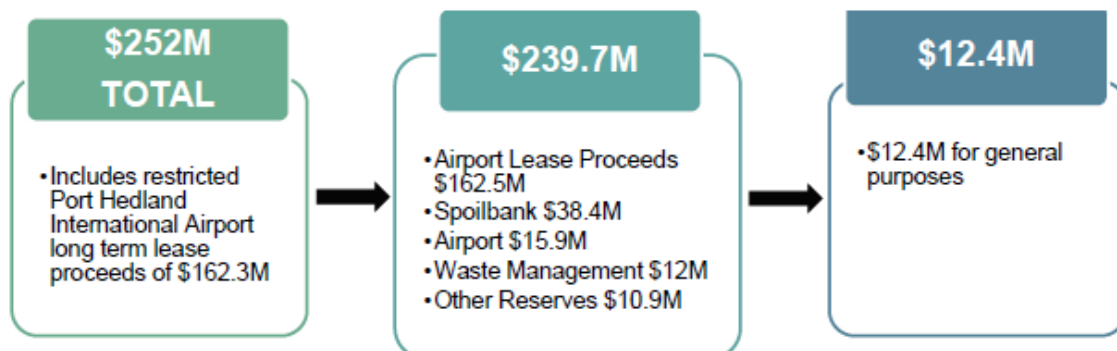 $252M
TOTAL
•Includes restricted
Port Hedland
International Airport
long term lease
proceeds of $162.3M
$239.7M
•Airport Lease Proceeds
$162.5M
•Spoilbank $38.4M
•Airport $15.9M
•Waste Management $12M
•Other Reserves $10.9M
$12.4M
•$12.4M for general
purposes